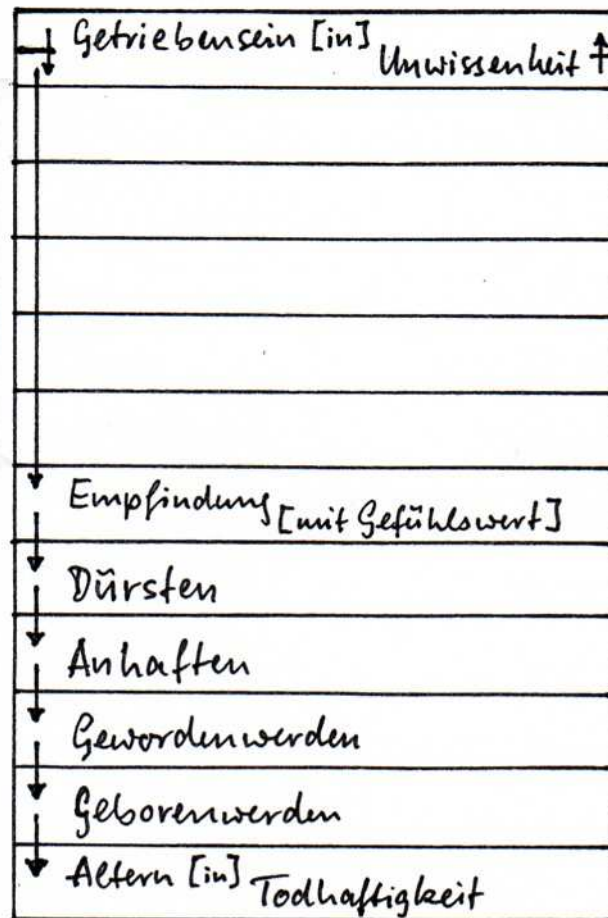 Getriebensein [in] Unwissenheit
Empfindung [mit Gefühlswert]
Dürsten
Anhaften
Gewordenwerden
Geborenwerden
Altern [in] Todhaftigkeit